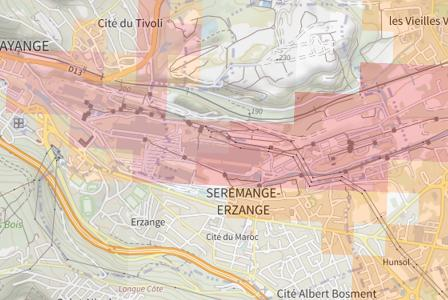 Cité du Tivoli
les Vieilles V
AYANGE
230
D13
190
SERÉMANGE-
ERZANGE
Erzange
Bois
Cité du Maroc
Hunsol
Longue Côte
Cité Albert Bosment